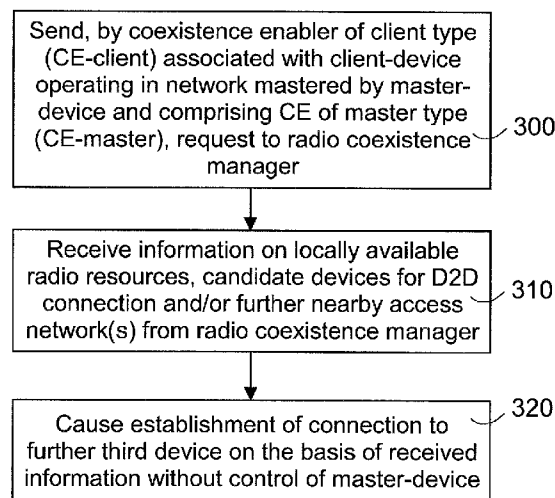 Send, by coexistence enabler of client type
(CE-client) associated with client-device
operating in network mastered by master-
device and comprising CE of master type
(CE-master), request to radio coexistence
manager
300
Receive information on locally available
radio resources, candidate devices for D2D
connection and/or further nearby access
network(s) from radio coexistence manager
310
Cause establishment of connection to
further third device on the basis of received
information without control of master-device
320